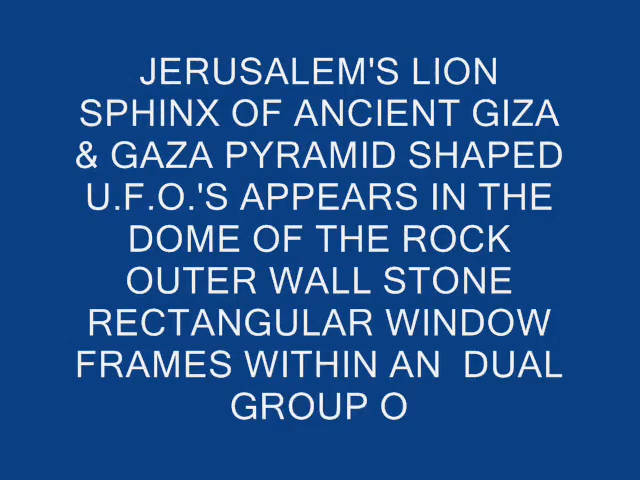 JERUSALEM'S LION
SPHINX OF ANCIENT GIZA
& GAZA PYRAMID SHAPED
U.F.O.'S APPEARS IN THE
DOME OF THE ROCK
OUTER WALL STONE
RECTANGULAR WINDOW
FRAMES WITHIN AN  DUAL
GROUP O